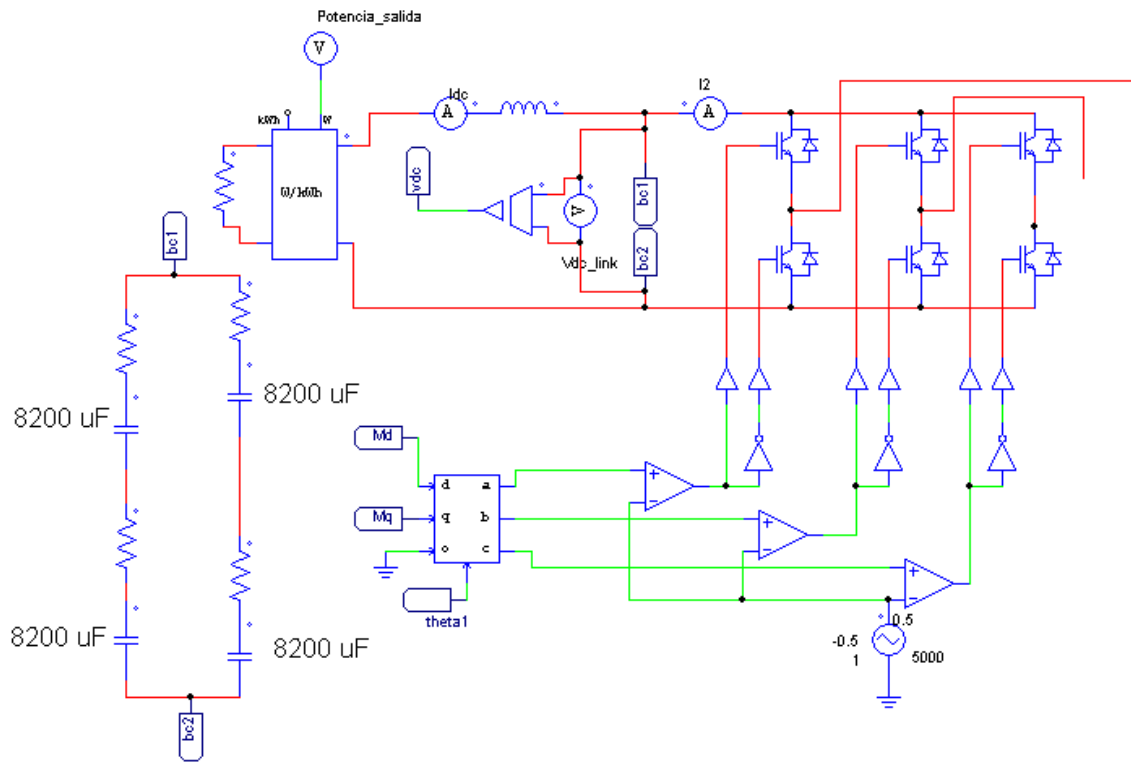 Potencia_salida
V
kWh
W
W/kWh
Idc
A
I2
A
vdc
V
Vdc_link
bc1
bc2
bc1
8200 uF
8200 uF
8200 uF
8200 uF
bc2
Md
Mq
d a
q b
o c
theta1
0.5
-0.5
1
5000